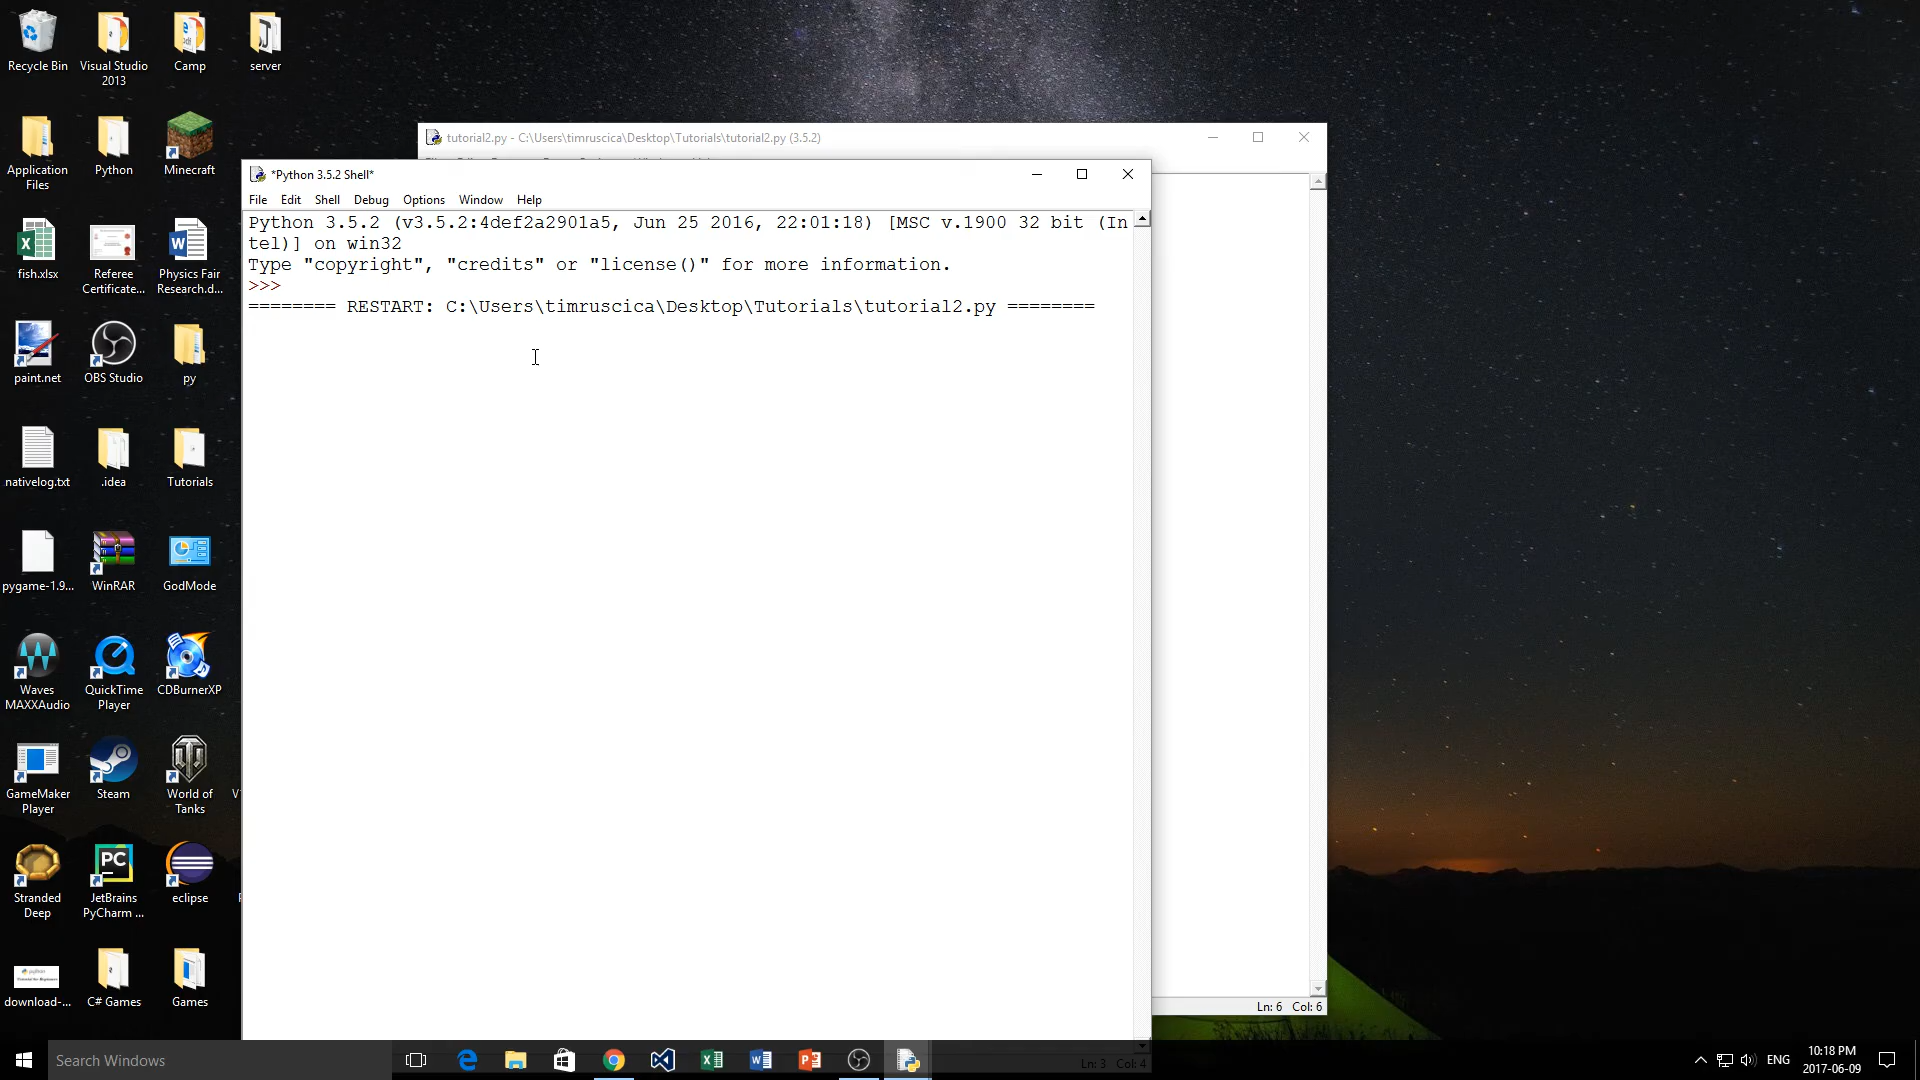 Recycle Bin
Visual Studio
2013
Camp
server
Application
Files
Python
Minecraft
fish.xlsx
Referee
Certificate...
Physics Fair
Research.d...
paint.net
OBS Studio
py
nativelog.txt
.idea
Tutorials
pygame-1.9...
WinRAR
GodMode
Waves
MAXXAudio
QuickTime
Player
CDBurnerXP
GameMaker
Player
Steam
World of
Tanks
Stranded
Deep
JetBrains
PyCharm ...
eclipse
download-...
C# Games
Games
tutorial2.py - C:\Users\timruscica\Desktop\Tutorials\tutorial2.py (3.5.2)
*Python 3.5.2 Shell*
File Edit Shell Debug Options Window Help
Python 3.5.2 (v3.5.2:4def2a2901a5, Jun 25 2016, 22:01:18) [MSC v.1900 32 bit (In
tel)] on win32
Type "copyright", "credits" or "license()" for more information.
>>>
======== RESTART: C:\Users\timruscica\Desktop\Tutorials\tutorial2.py ========
Ln: 6 Col: 6
Ln: 3 Col: 4
Search Windows
ENG
10:18 PM
2017-06-09